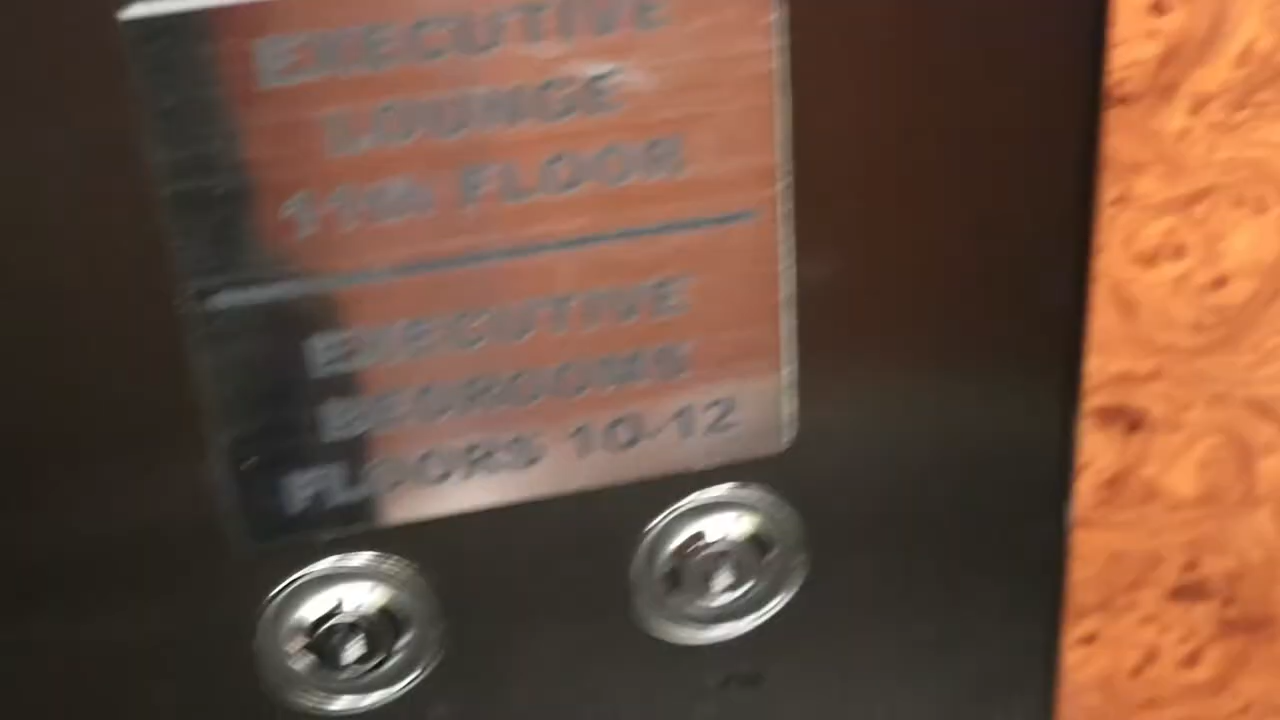 EXECUTIVE
LOUNGE
11th FLOOR
EXECUTIVE
BEDROOMS
FLOORS 10-12